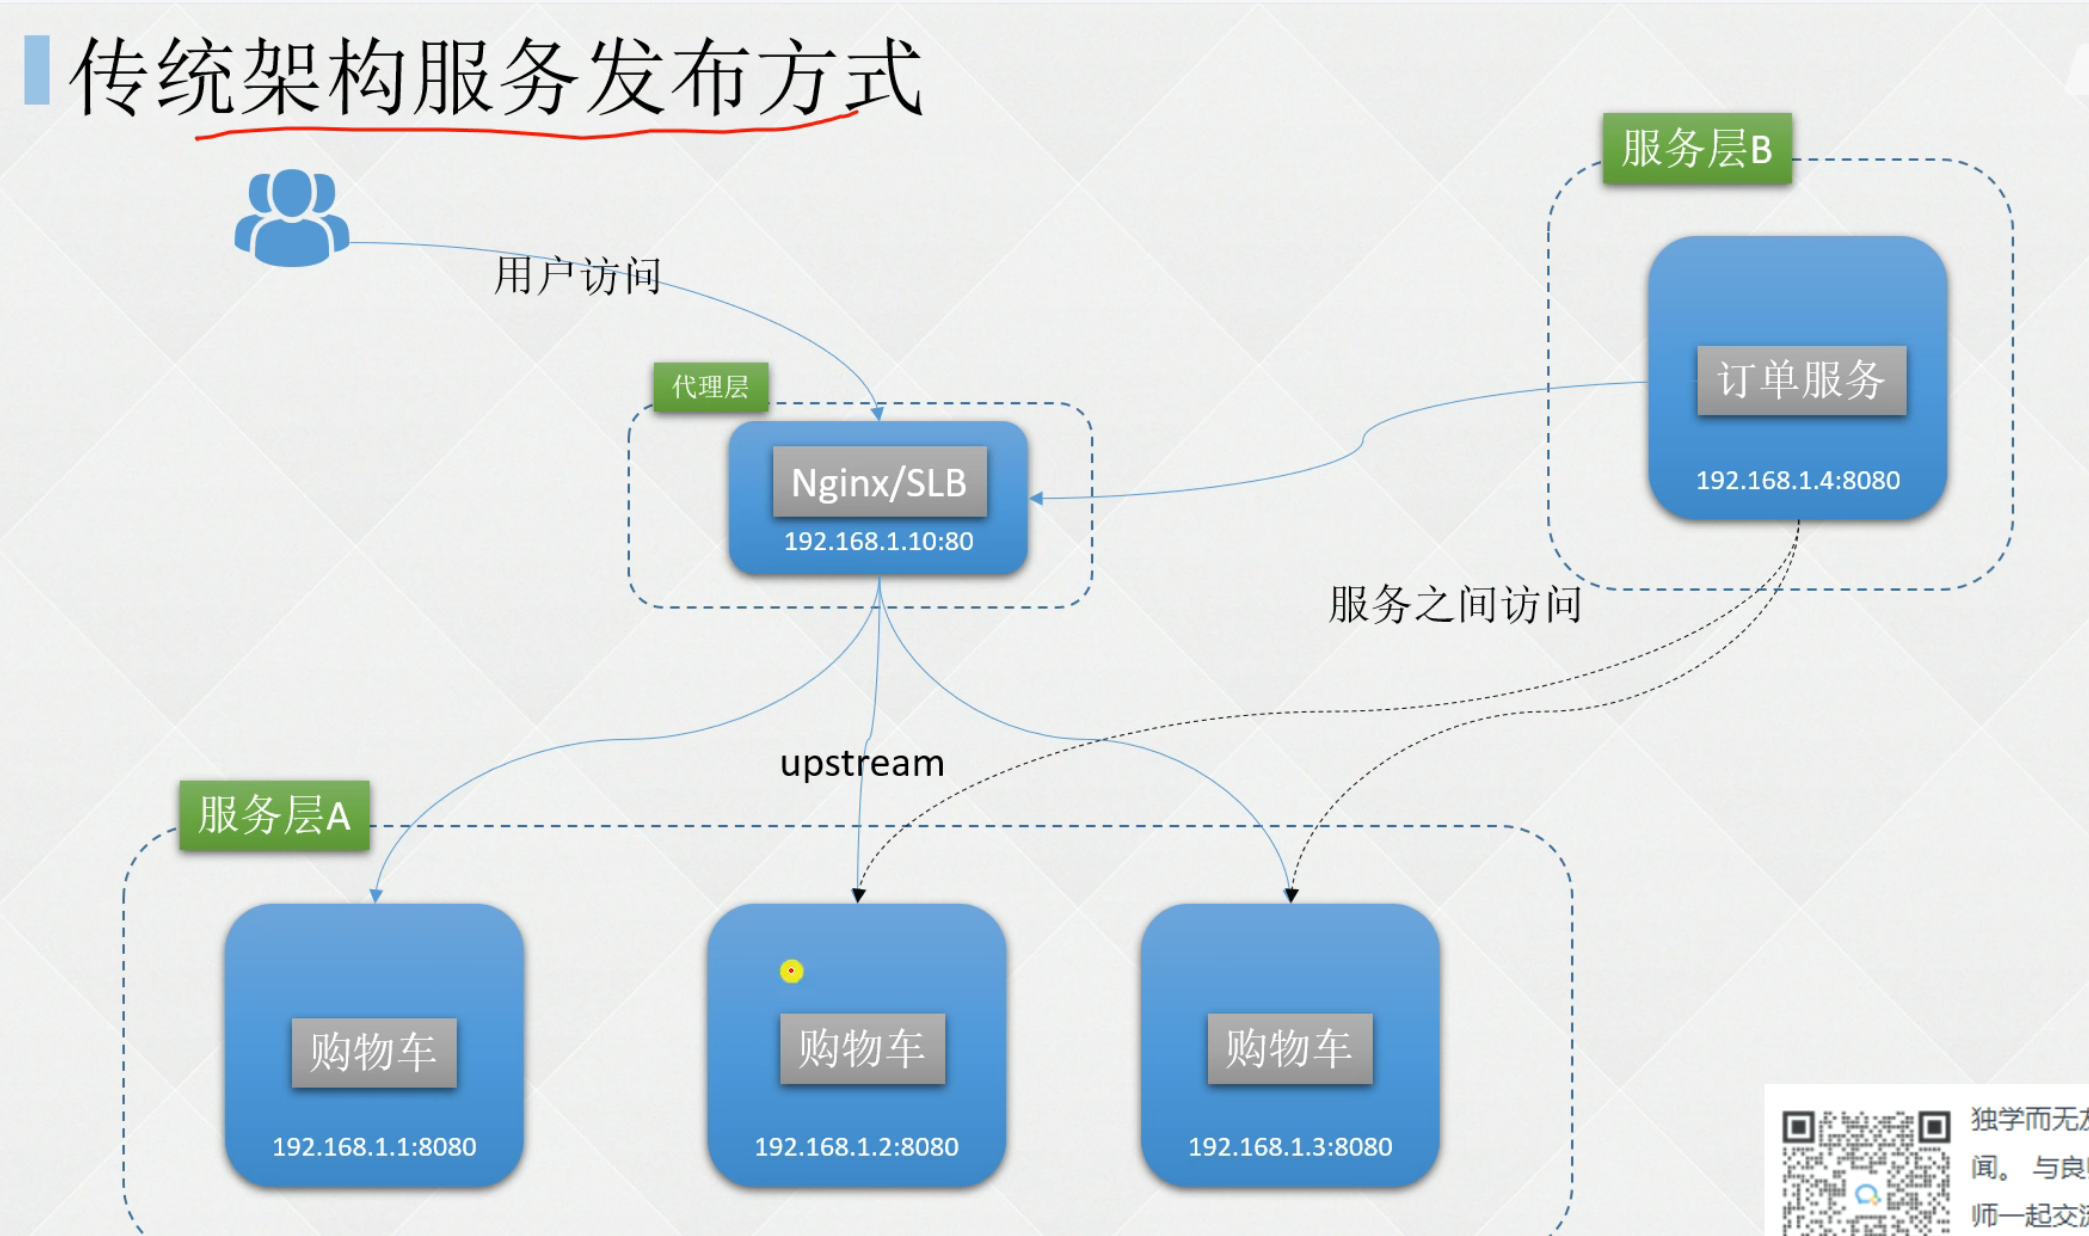 传统架构服务发布方式
服务层B
用户访问
订单服务
代理层
Nginx/SLB
192.168.1.4:8080
192.168.1.10:80
服务之间访问
upstream
服务层A
购物车
购物车
购物车
192.168.1.1:8080
192.168.1.2:8080
192.168.1.3:8080
独学而无
闻。 与良
师一起交